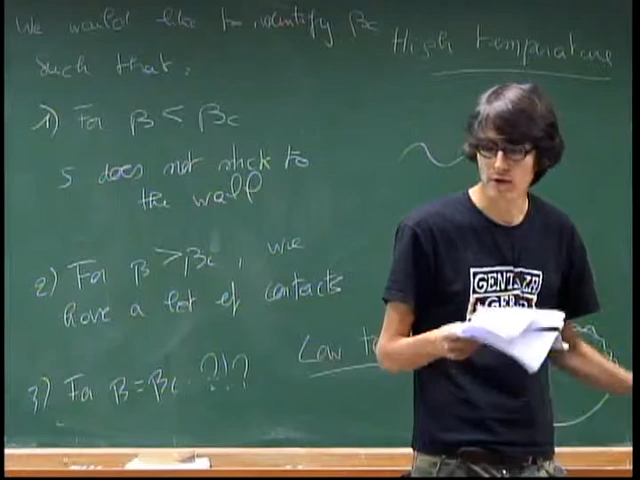 We would like to identify βc
such that :
High temperature
1) For β < βc
S does not stick to
the wall
2) For β > βc, we
have a lot of contacts
Low
3) For β = βc ?!?